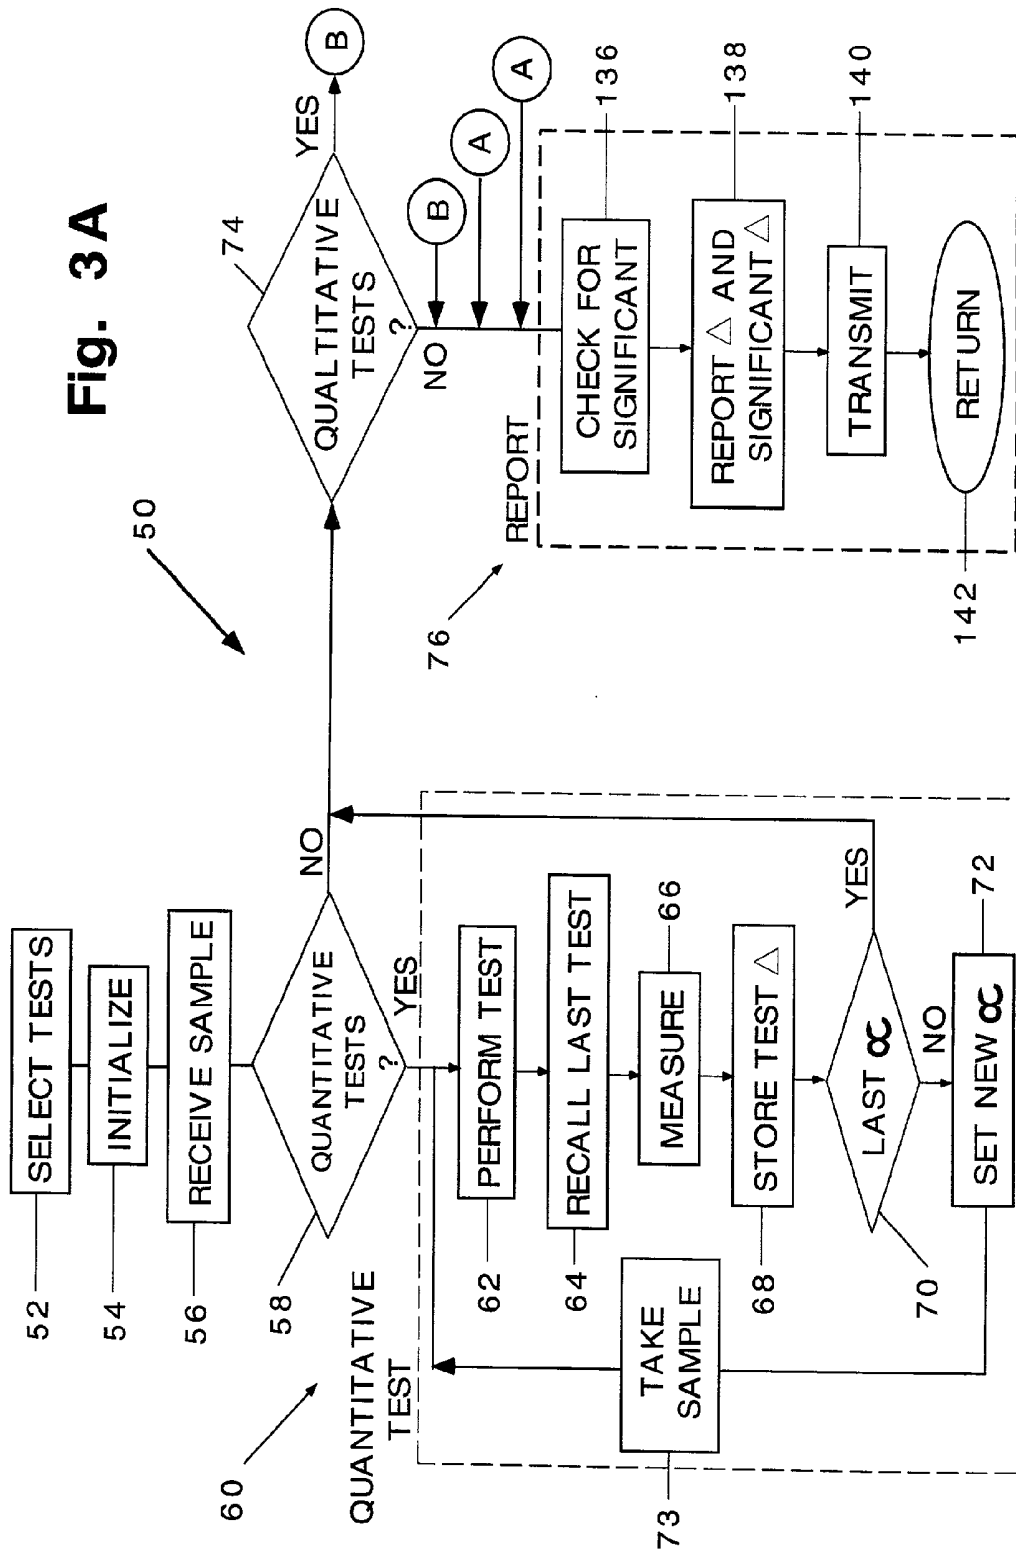 Fig. 3A
50
52
SELECT TESTS
54
INITIALIZE
56
RECEIVE SAMPLE
58
QUANTITATIVE
TESTS
?
NO
YES
60
QUANTITATIVE
TEST
62
PERFORM TEST
64
RECALL LAST TEST
MEASURE
66
68
STORE TEST △
70
LAST ∝
YES
NO
SET NEW ∝
72
73
TAKE
SAMPLE
74
QUALTITATIVE
TESTS
?
YES
B
NO
B
A
A
76
REPORT
CHECK FOR
SIGNIFICANT
136
REPORT △ AND
SIGNIFICANT △
138
TRANSMIT
140
RETURN
142